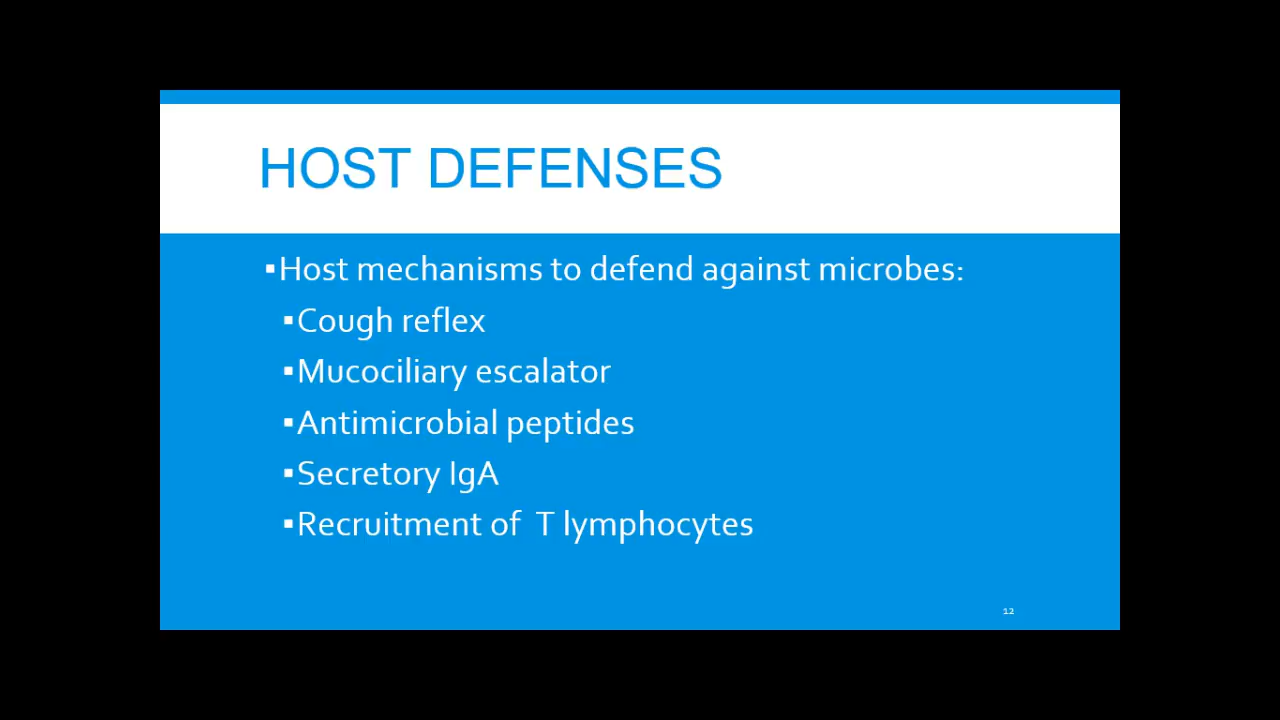 HOST DEFENSES
▪Host mechanisms to defend against microbes:
▪Cough reflex
▪Mucociliary escalator
▪Antimicrobial peptides
▪Secretory IgA
▪Recruitment of  T lymphocytes
12